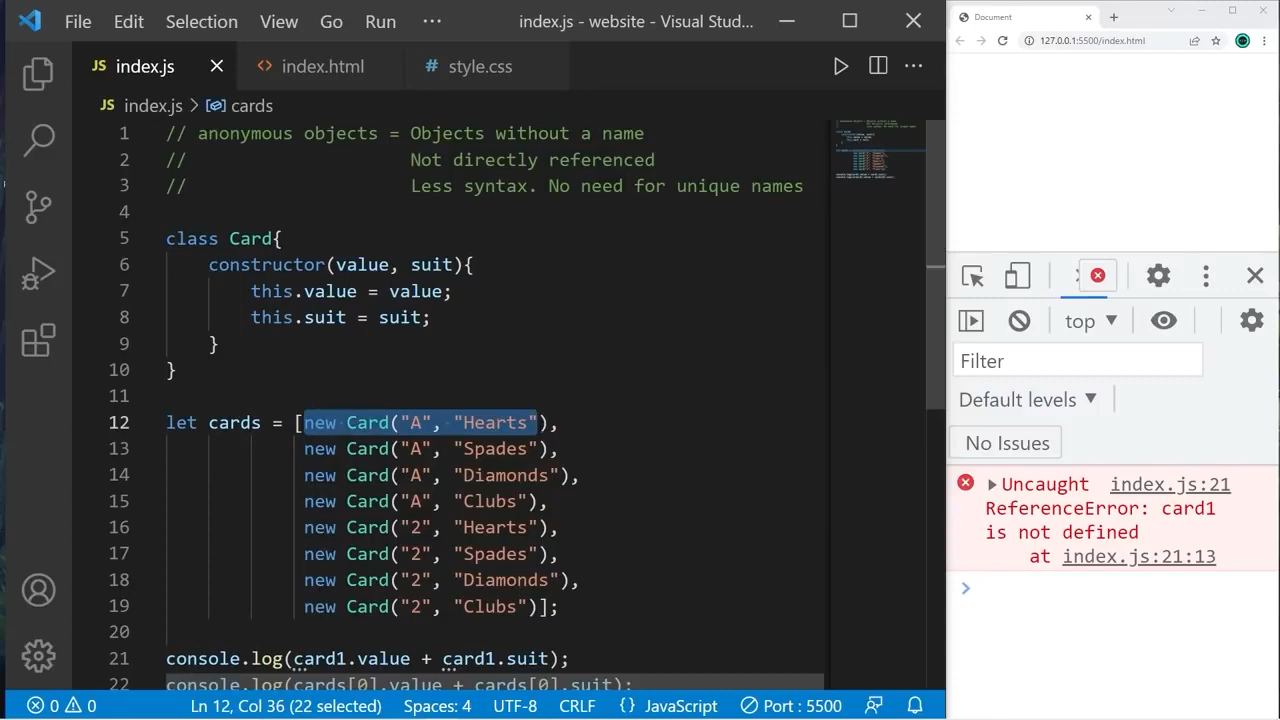 File Edit Selection View Go Run ··· index.js - website - Visual Stud...
JS index.js
<> index.html
# style.css
JS index.js > cards
1 // anonymous objects = Objects without a name
2 // Not directly referenced
3 // Less syntax. No need for unique names
4
5 class Card{
6 constructor(value, suit){
7 this.value = value;
8 this.suit = suit;
9 }
10 }
11
12 let cards = [new Card("A", "Hearts"),
13 new Card("A", "Spades"),
14 new Card("A", "Diamonds"),
15 new Card("A", "Clubs"),
16 new Card("2", "Hearts"),
17 new Card("2", "Spades"),
18 new Card("2", "Diamonds"),
19 new Card("2", "Clubs")];
20
21 console.log(card1.value + card1.suit);
22 console.log(cards[0].value + cards[0].suit);
0 0 Ln 12, Col 36 (22 selected) Spaces: 4 UTF-8 CRLF {} JavaScript Port : 5500
Document
127.0.0.1:5500/index.html
top
Filter
Default levels
No Issues
Uncaught index.js:21
ReferenceError: card1
is not defined
at index.js:21:13